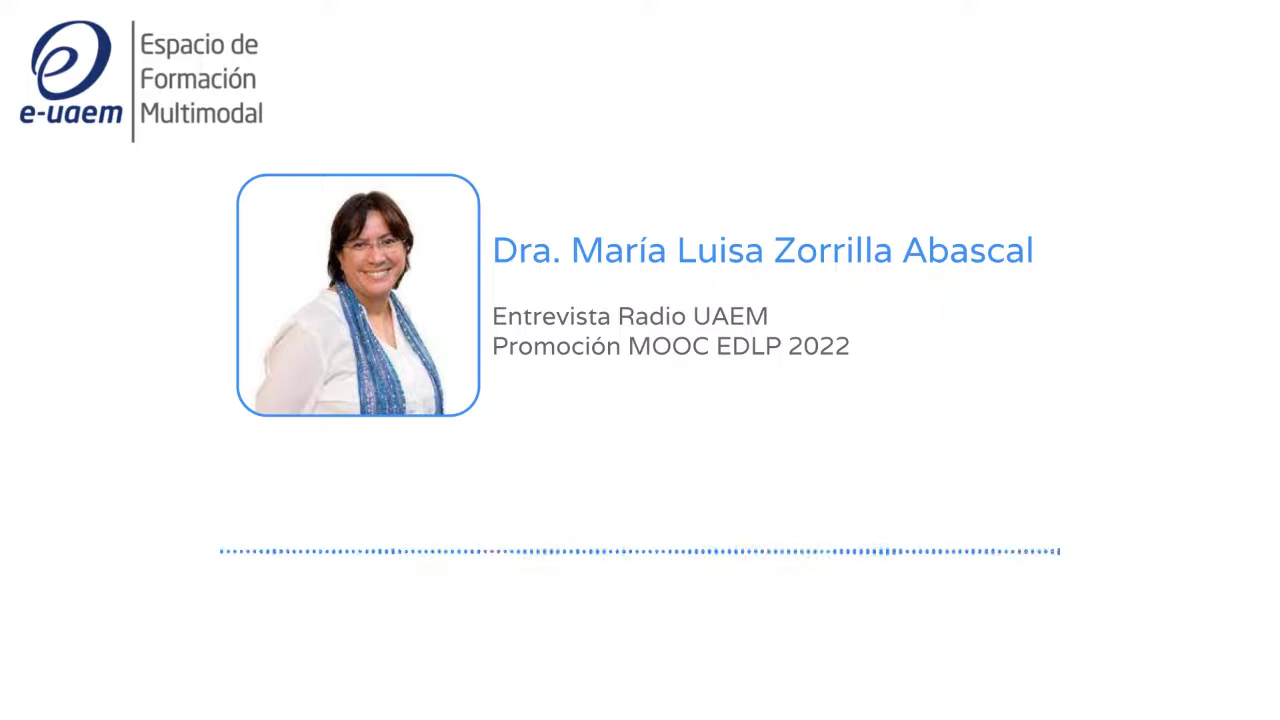 e-uaem
Espacio de
Formación
Multimodal
Dra. María Luisa Zorrilla Abascal
Entrevista Radio UAEM
Promoción MOOC EDLP 2022